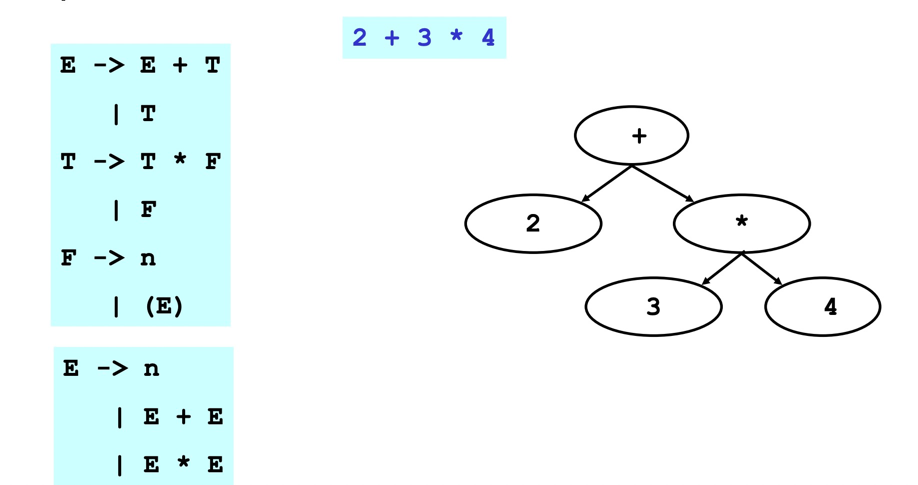 2 + 3 * 4
E -> E + T
| T
T -> T * F
| F
F -> n
| (E)
E -> n
| E + E
| E * E
+
2
*
3
4